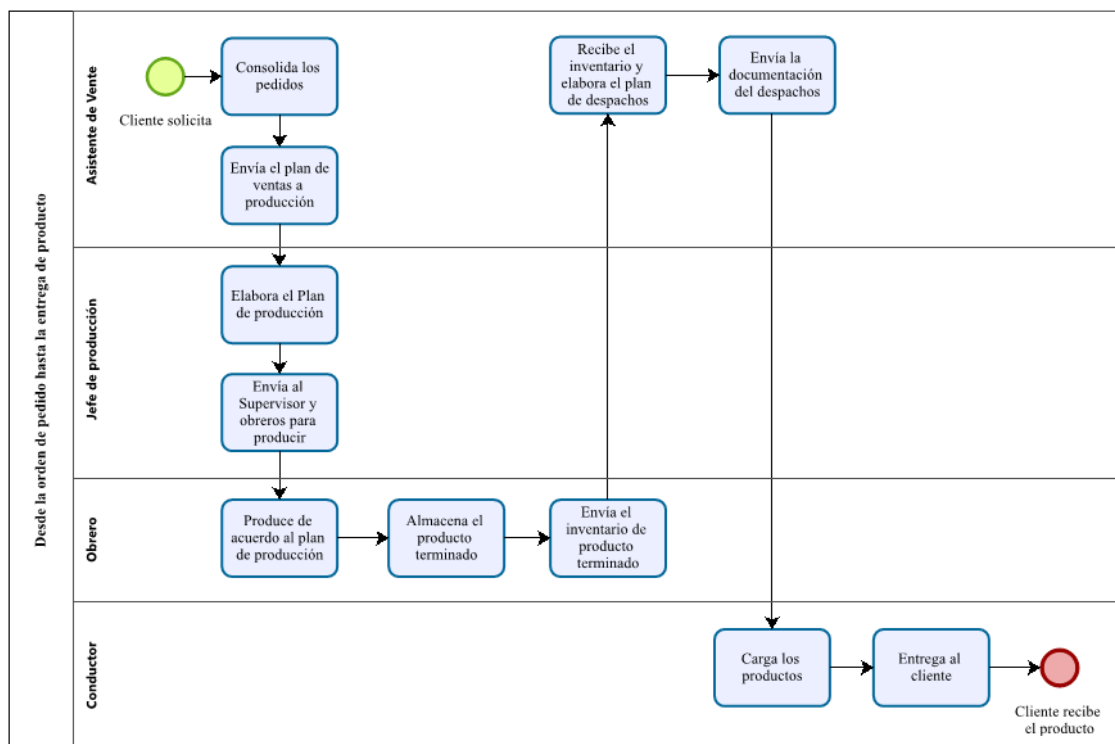 Desde la orden de pedido hasta la entrega de producto
Asistente de Vente
Cliente solicita
Consolida los
pedidos
Envía el plan de
ventas a
producción
Recibe el
inventario y
elabora el plan
de despachos
Envía la
documentación
del despachos
Jefe de producción
Elabora el Plan
de producción
Envía al
Supervisor y
obreros para
producir
Obrero
Produce de
acuerdo al plan
de producción
Almacena el
producto
terminado
Envía el
inventario de
producto
terminado
Conductor
Carga los
productos
Entrega al
cliente
Cliente recibe
el producto